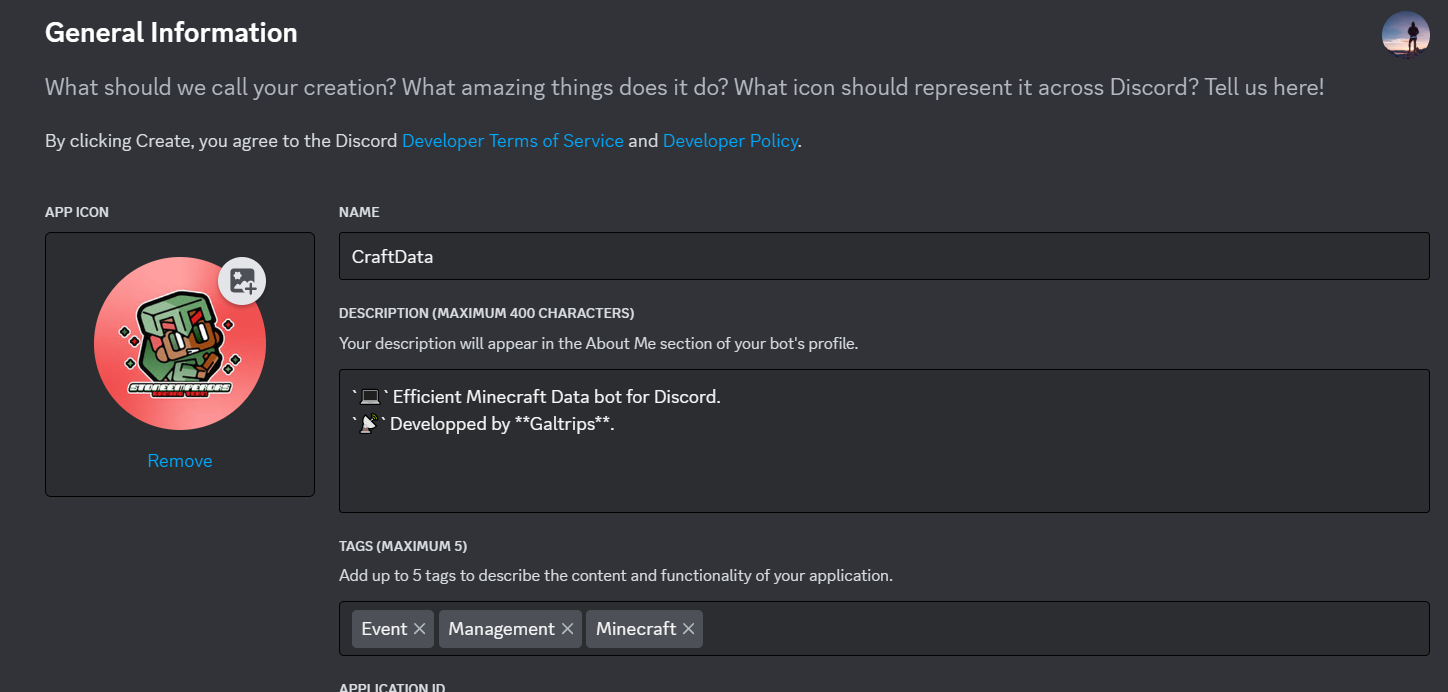 General Information
What should we call your creation? What amazing things does it do? What icon should represent it across Discord? Tell us here!
By clicking Create, you agree to the Discord Developer Terms of Service and Developer Policy.
APP ICON
STONEEMPERORS
Remove
NAME
CraftData
DESCRIPTION (MAXIMUM 400 CHARACTERS)
Your description will appear in the About Me section of your bot's profile.
`💻` Efficient Minecraft Data bot for Discord.
`📡` Developped by **Galtrips**.
TAGS (MAXIMUM 5)
Add up to 5 tags to describe the content and functionality of your application.
Event × Management × Minecraft ×
APPLICATION ID